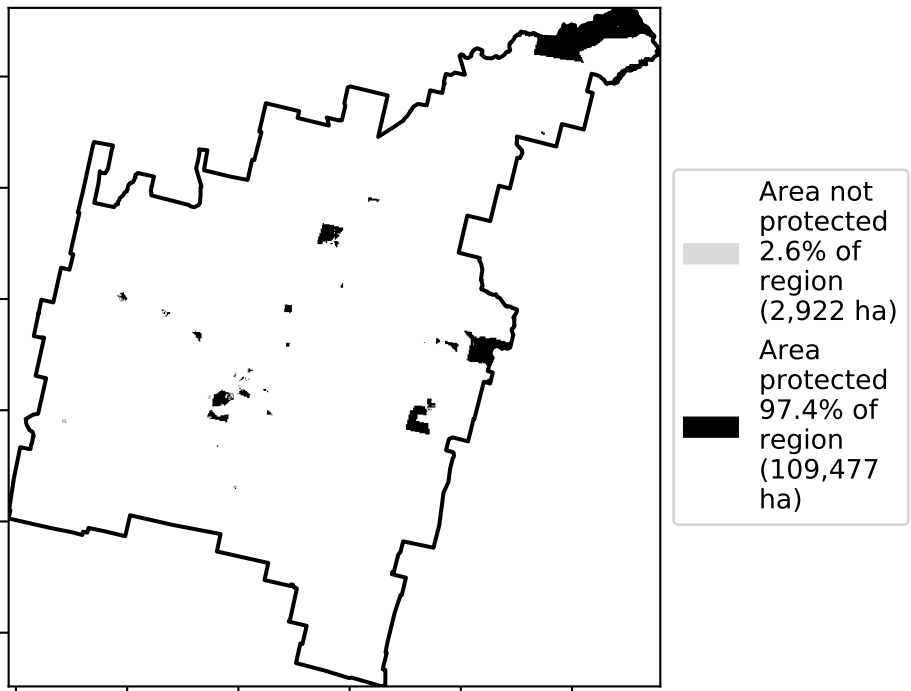 Area not
protected
2.6% of
region
(2,922 ha)
Area
protected
97.4% of
region
(109,477
ha)